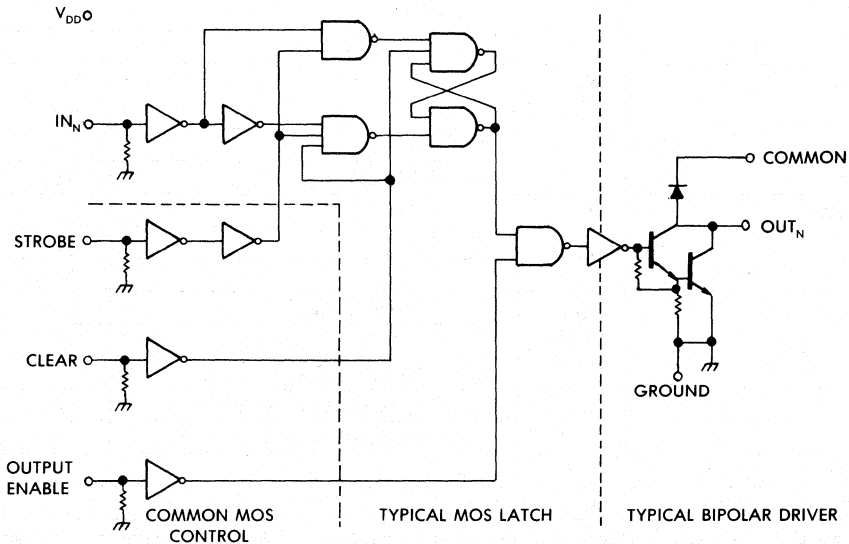 VDD
INN
STROBE
CLEAR
OUTPUT
ENABLE
COMMON
OUTN
GROUND
COMMON MOS
CONTROL
TYPICAL MOS LATCH
TYPICAL BIPOLAR DRIVER